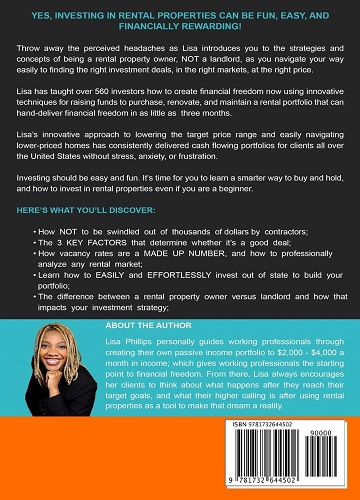 YES, INVESTING IN RENTAL PROPERTIES CAN BE FUN, EASY, AND
FINANCIALLY REWARDING!
Throw away the perceived headaches as Lisa introduces you to the strategies and
concepts of being a rental property owner, NOT a landlord, as you navigate your way
easily to finding the right investment deals, in the right markets, at the right price.
Lisa has taught over 560 investors how to create financial freedom now using innovative
techniques for raising funds to purchase, renovate, and maintain a rental portfolio that can
hand-deliver financial freedom in as little as three months.
Lisa's innovative approach to lowering the target price range and easily navigating
lower-priced homes has consistently delivered cash flowing portfolios for clients all over
the United States without stress, anxiety, or frustration.
Investing should be easy and fun. It's time for you to learn a smarter way to buy and hold,
and how to invest in rental properties even if you are a beginner.
HERE'S WHAT YOU'LL DISCOVER:
• How NOT to be swindled out of thousands of dollars by contractors;
• The 3 KEY FACTORS that determine whether it's a good deal;
• How vacancy rates are a MADE UP NUMBER, and how to professionally
analyze any rental market;
• Learn how to EASILY and EFFORTLESSLY invest out of state to build your
portfolio;
• The difference between a rental property owner versus landlord and how that
impacts your investment strategy;
ABOUT THE AUTHOR
Lisa Phillips personally guides working professionals through
creating their own passive income portfolio to $2,000 - $4,000 a
month in income; which gives working professionals the starting
point to financial freedom. From there, Lisa always encourages
her clients to think about what happens after they reach their
target goals, and what their higher calling is after using rental
properties as a tool to make that dream a reality.
ISBN 9781732644502
90000
9 781732 644502